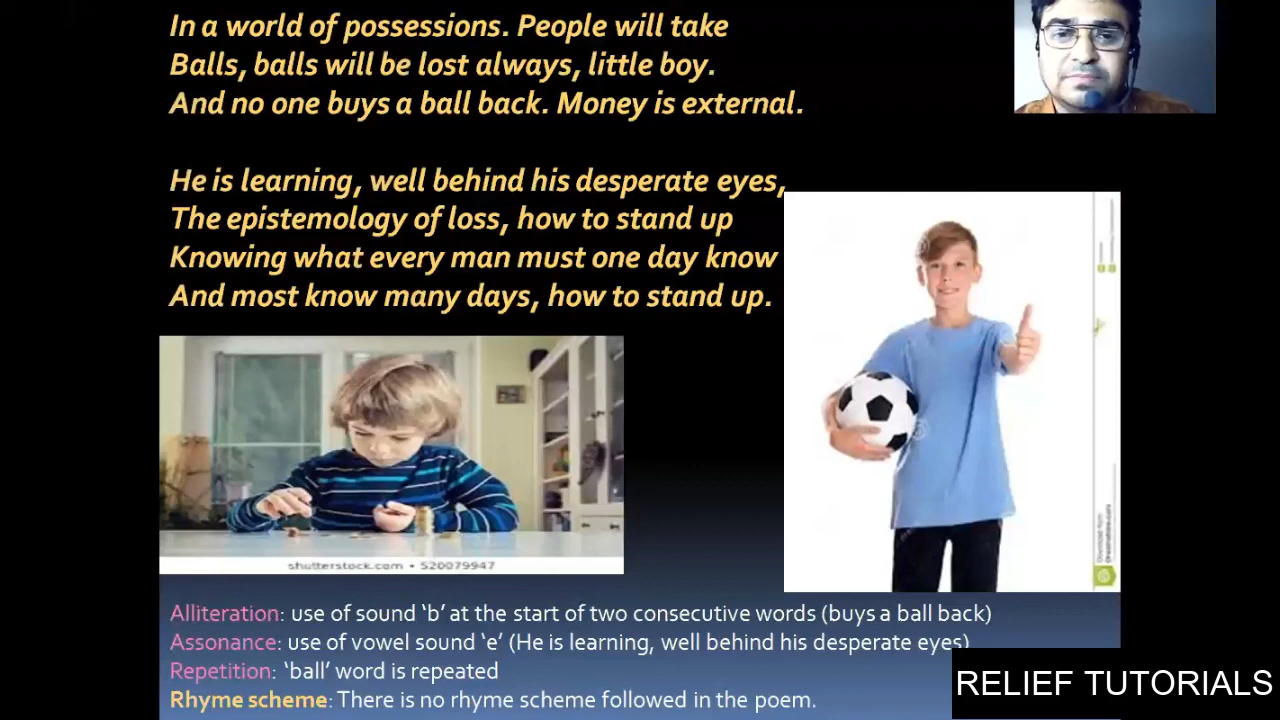 In a world of possessions. People will take
Balls, balls will be lost always, little boy.
And no one buys a ball back. Money is external.
He is learning, well behind his desperate eyes,
The epistemology of loss, how to stand up
Knowing what every man must one day know
And most know many days, how to stand up.
shutterstock.com • 520079947
Download from
Dreamstime.com
Alliteration: use of sound ‘b’ at the start of two consecutive words (buys a ball back)
Assonance: use of vowel sound ‘e’ (He is learning, well behind his desperate eyes)
Repetition: ‘ball’ word is repeated
Rhyme scheme: There is no rhyme scheme followed in the poem.
RELIEF TUTORIALS